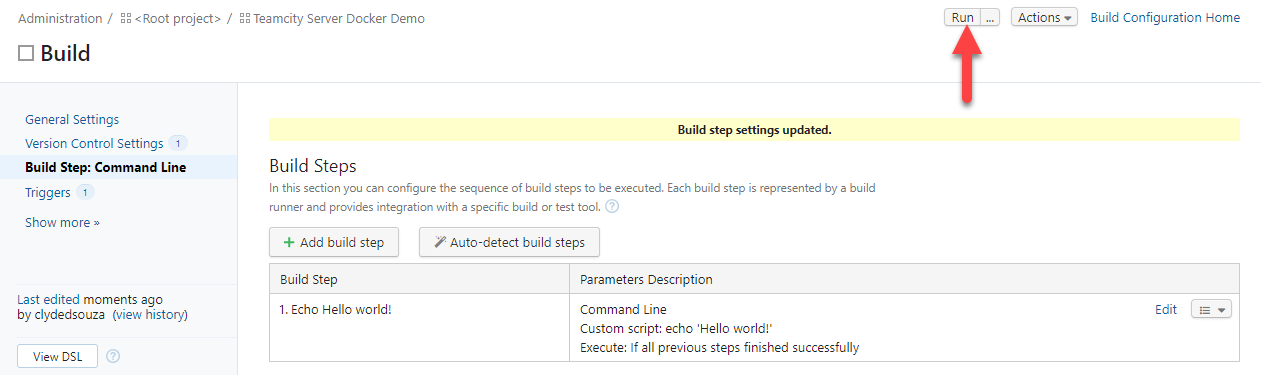 Administration / <Root project> / Teamcity Server Docker Demo
Run ... Actions Build Configuration Home
Build
General Settings
Version Control Settings 1
Build Step: Command Line
Triggers 1
Show more »
Last edited moments ago
by clydedsouza (view history)
View DSL ?
Build step settings updated.
Build Steps
In this section you can configure the sequence of build steps to be executed. Each build step is represented by a build
runner and provides integration with a specific build or test tool. ?
+ Add build step Auto-detect build steps
Build Step Parameters Description
1. Echo Hello world! Command Line Edit
Custom script: echo 'Hello world!'
Execute: If all previous steps finished successfully